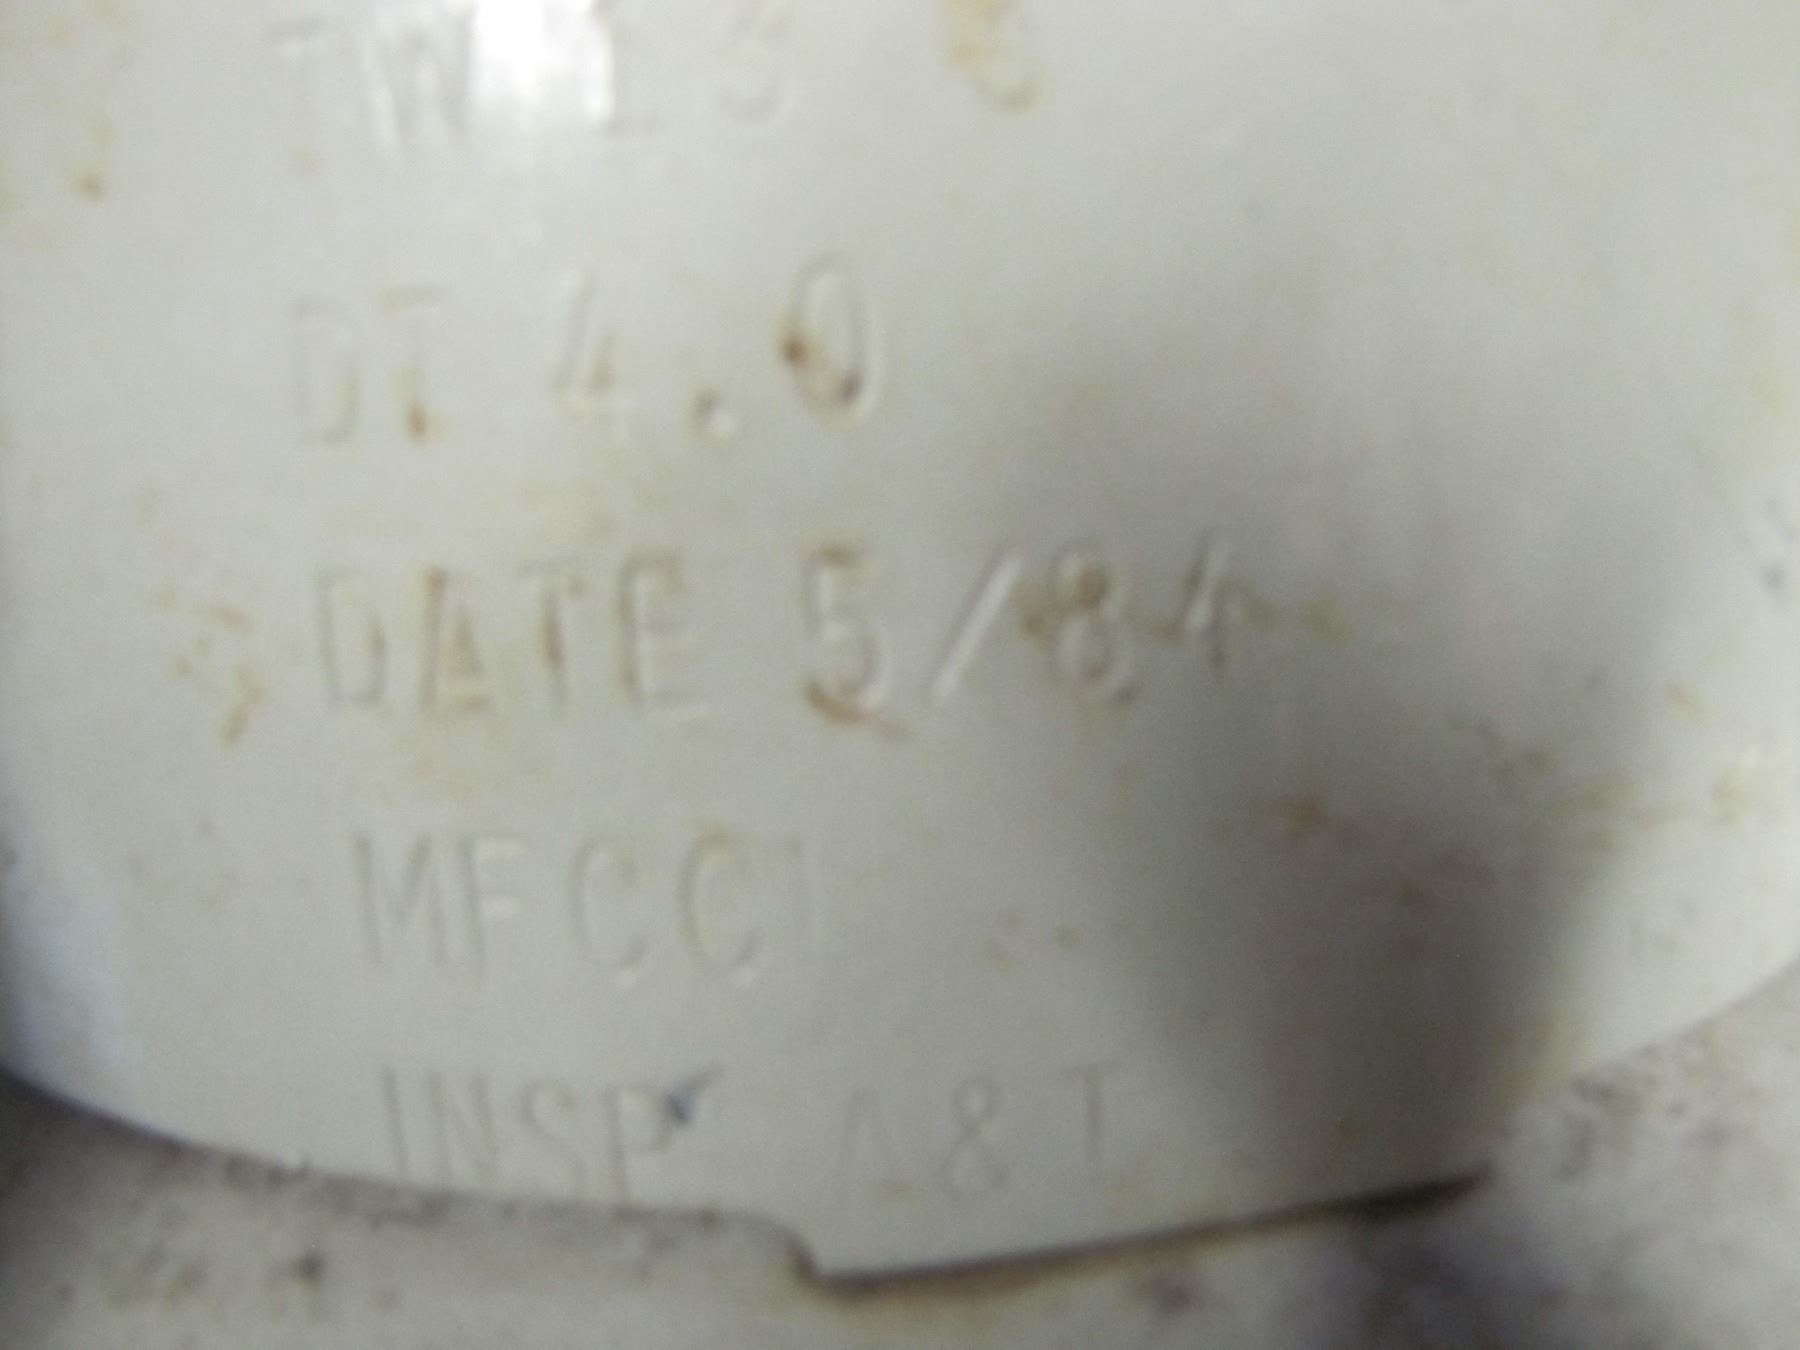 DT 4.0
DATE 5/84
MFCCI
INSP A&T